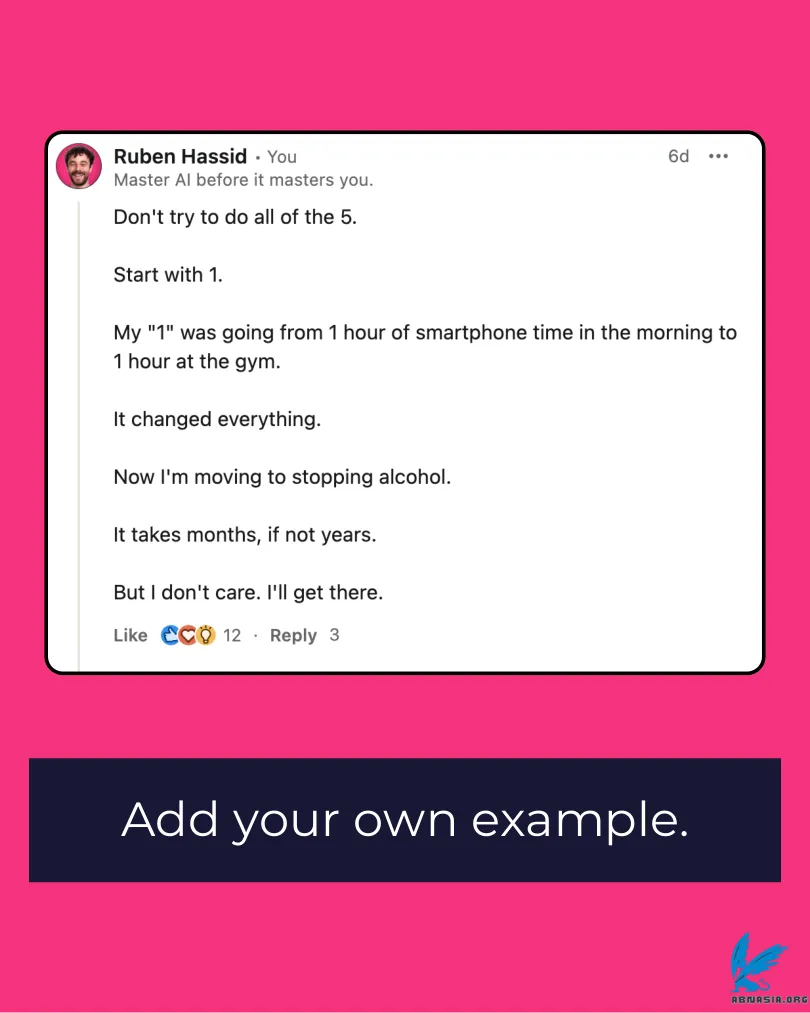 Ruben Hassid • You
6d •••
Master AI before it masters you.
Don't try to do all of the 5.
Start with 1.
My "1" was going from 1 hour of smartphone time in the morning to
1 hour at the gym.
It changed everything.
Now I'm moving to stopping alcohol.
It takes months, if not years.
But I don't care. I'll get there.
Like 12 · Reply 3
Add your own example.
ABNASIA.ORG